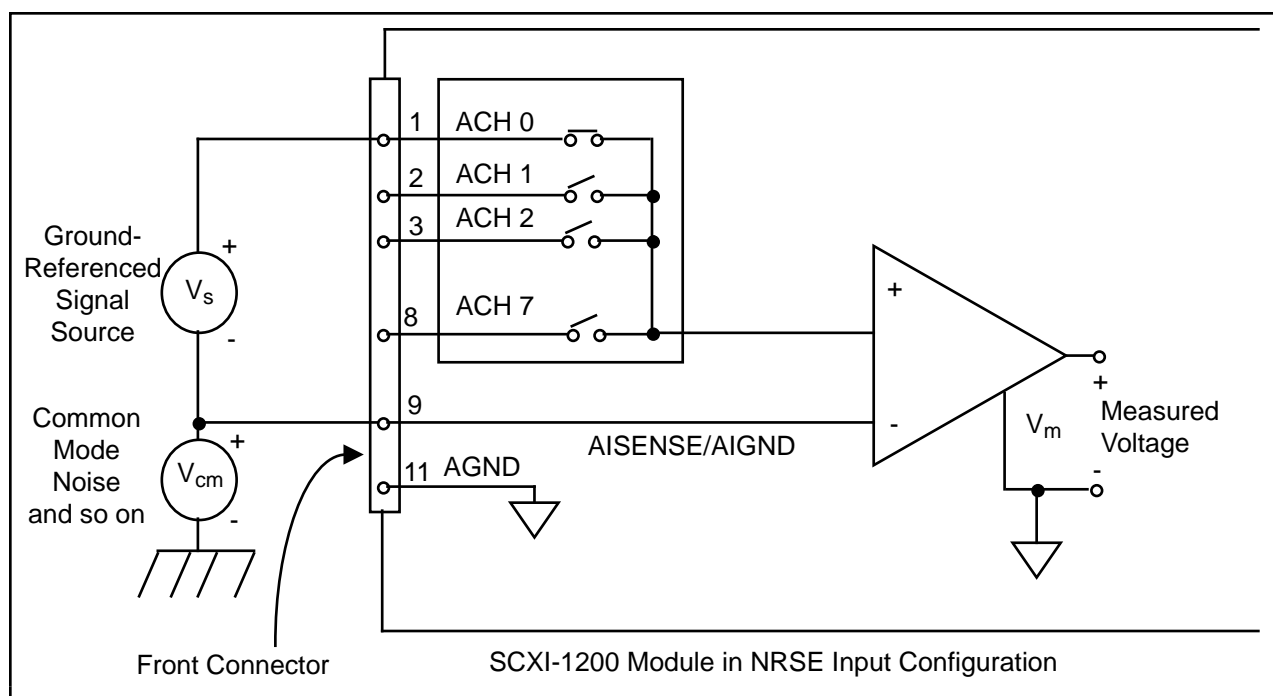 1
ACH 0
2
ACH 1
3
ACH 2
8
ACH 7
Ground-
Referenced
Signal
Source
+
Vs
-
Common
Mode
Noise
and so on
+
Vcm
-
9
AISENSE/AIGND
11
AGND
+
-
Vm
+
Measured
Voltage
-
Front Connector
SCXI-1200 Module in NRSE Input Configuration